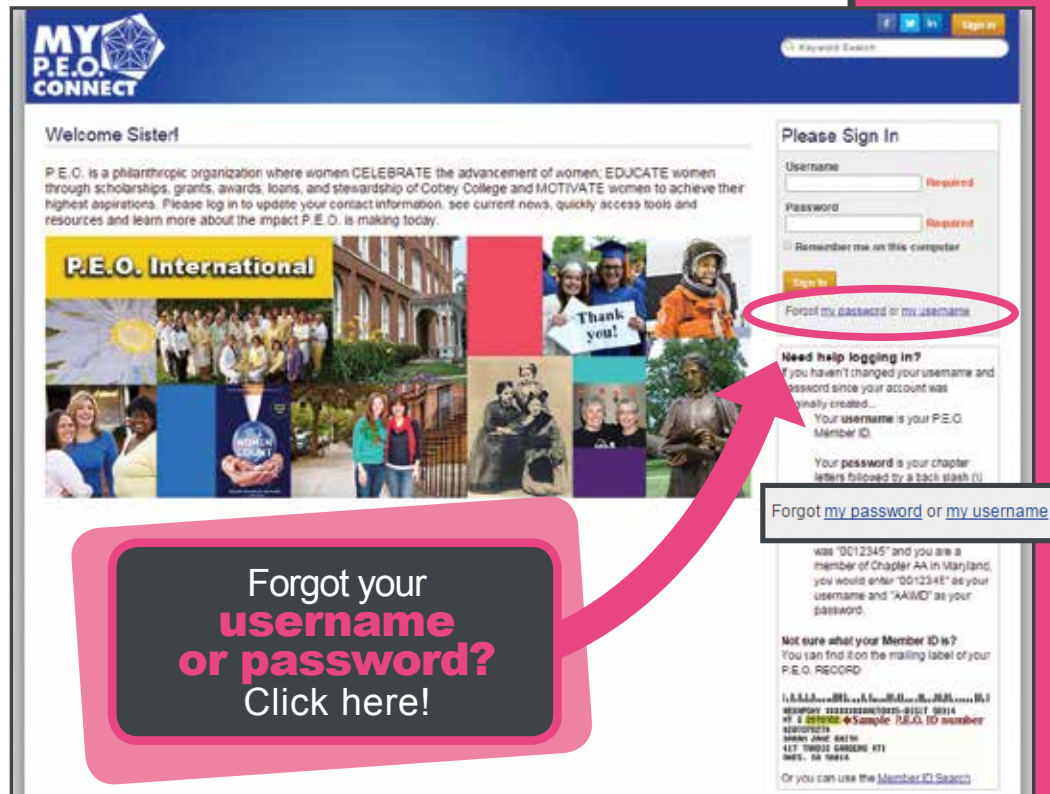 MY
P.E.O.
CONNECT
Sign In
Keyword Search
Welcome Sister!
P.E.O. is a philanthropic organization where women CELEBRATE the advancement of women; EDUCATE women
through scholarships, grants, awards, loans, and stewardship of Cottey College and MOTIVATE women to achieve their
highest aspirations. Please log in to update your contact information, see current news, quickly access tools and
resources and learn more about the impact P.E.O. is making today.
P.E.O. International
Thank
you!
WOMEN
COUNT
Please Sign In
Username
Required
Password
Required
Remember me on this computer
Sign In
Forgot my password or my username
Need help logging in?
If you haven't changed your username and
password since your account was
originally created...
Your username is your P.E.O.
Member ID.
Your password is your chapter
letters followed by a back slash (\)
Forgot my password or my username
was "0012345" and you are a
member of Chapter AA in Maryland,
you would enter "0012345" as your
username and "AA\MD" as your
password.
Not sure what your Member ID is?
You can find it on the mailing label of your
P.E.O. RECORD
Sample P.E.O. ID number
Or you can use the Member ID Search
Forgot your
username
or password?
Click here!